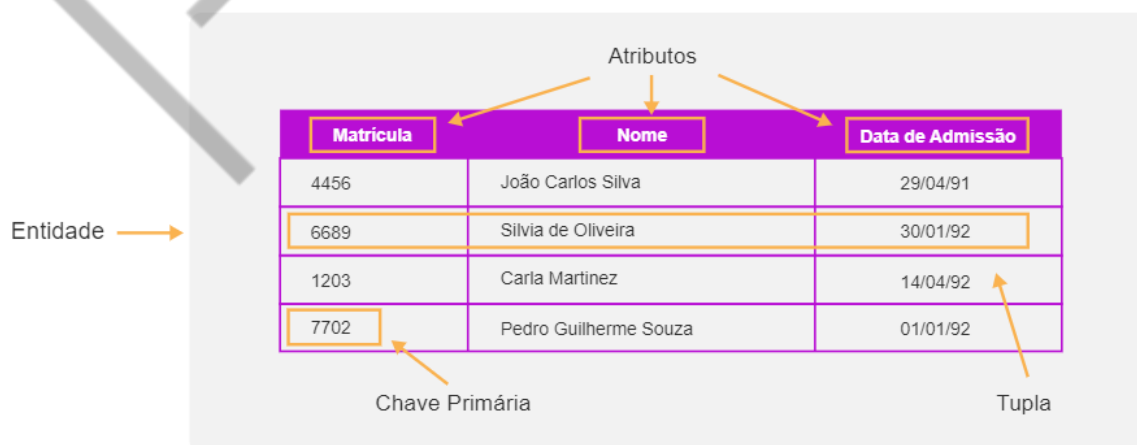 Atributos
Matrícula Nome Data de Admissão
4456 João Carlos Silva 29/04/91
Entidade
6689 Silvia de Oliveira 30/01/92
1203 Carla Martinez 14/04/92
7702 Pedro Guilherme Souza 01/01/92
Chave Primária Tupla